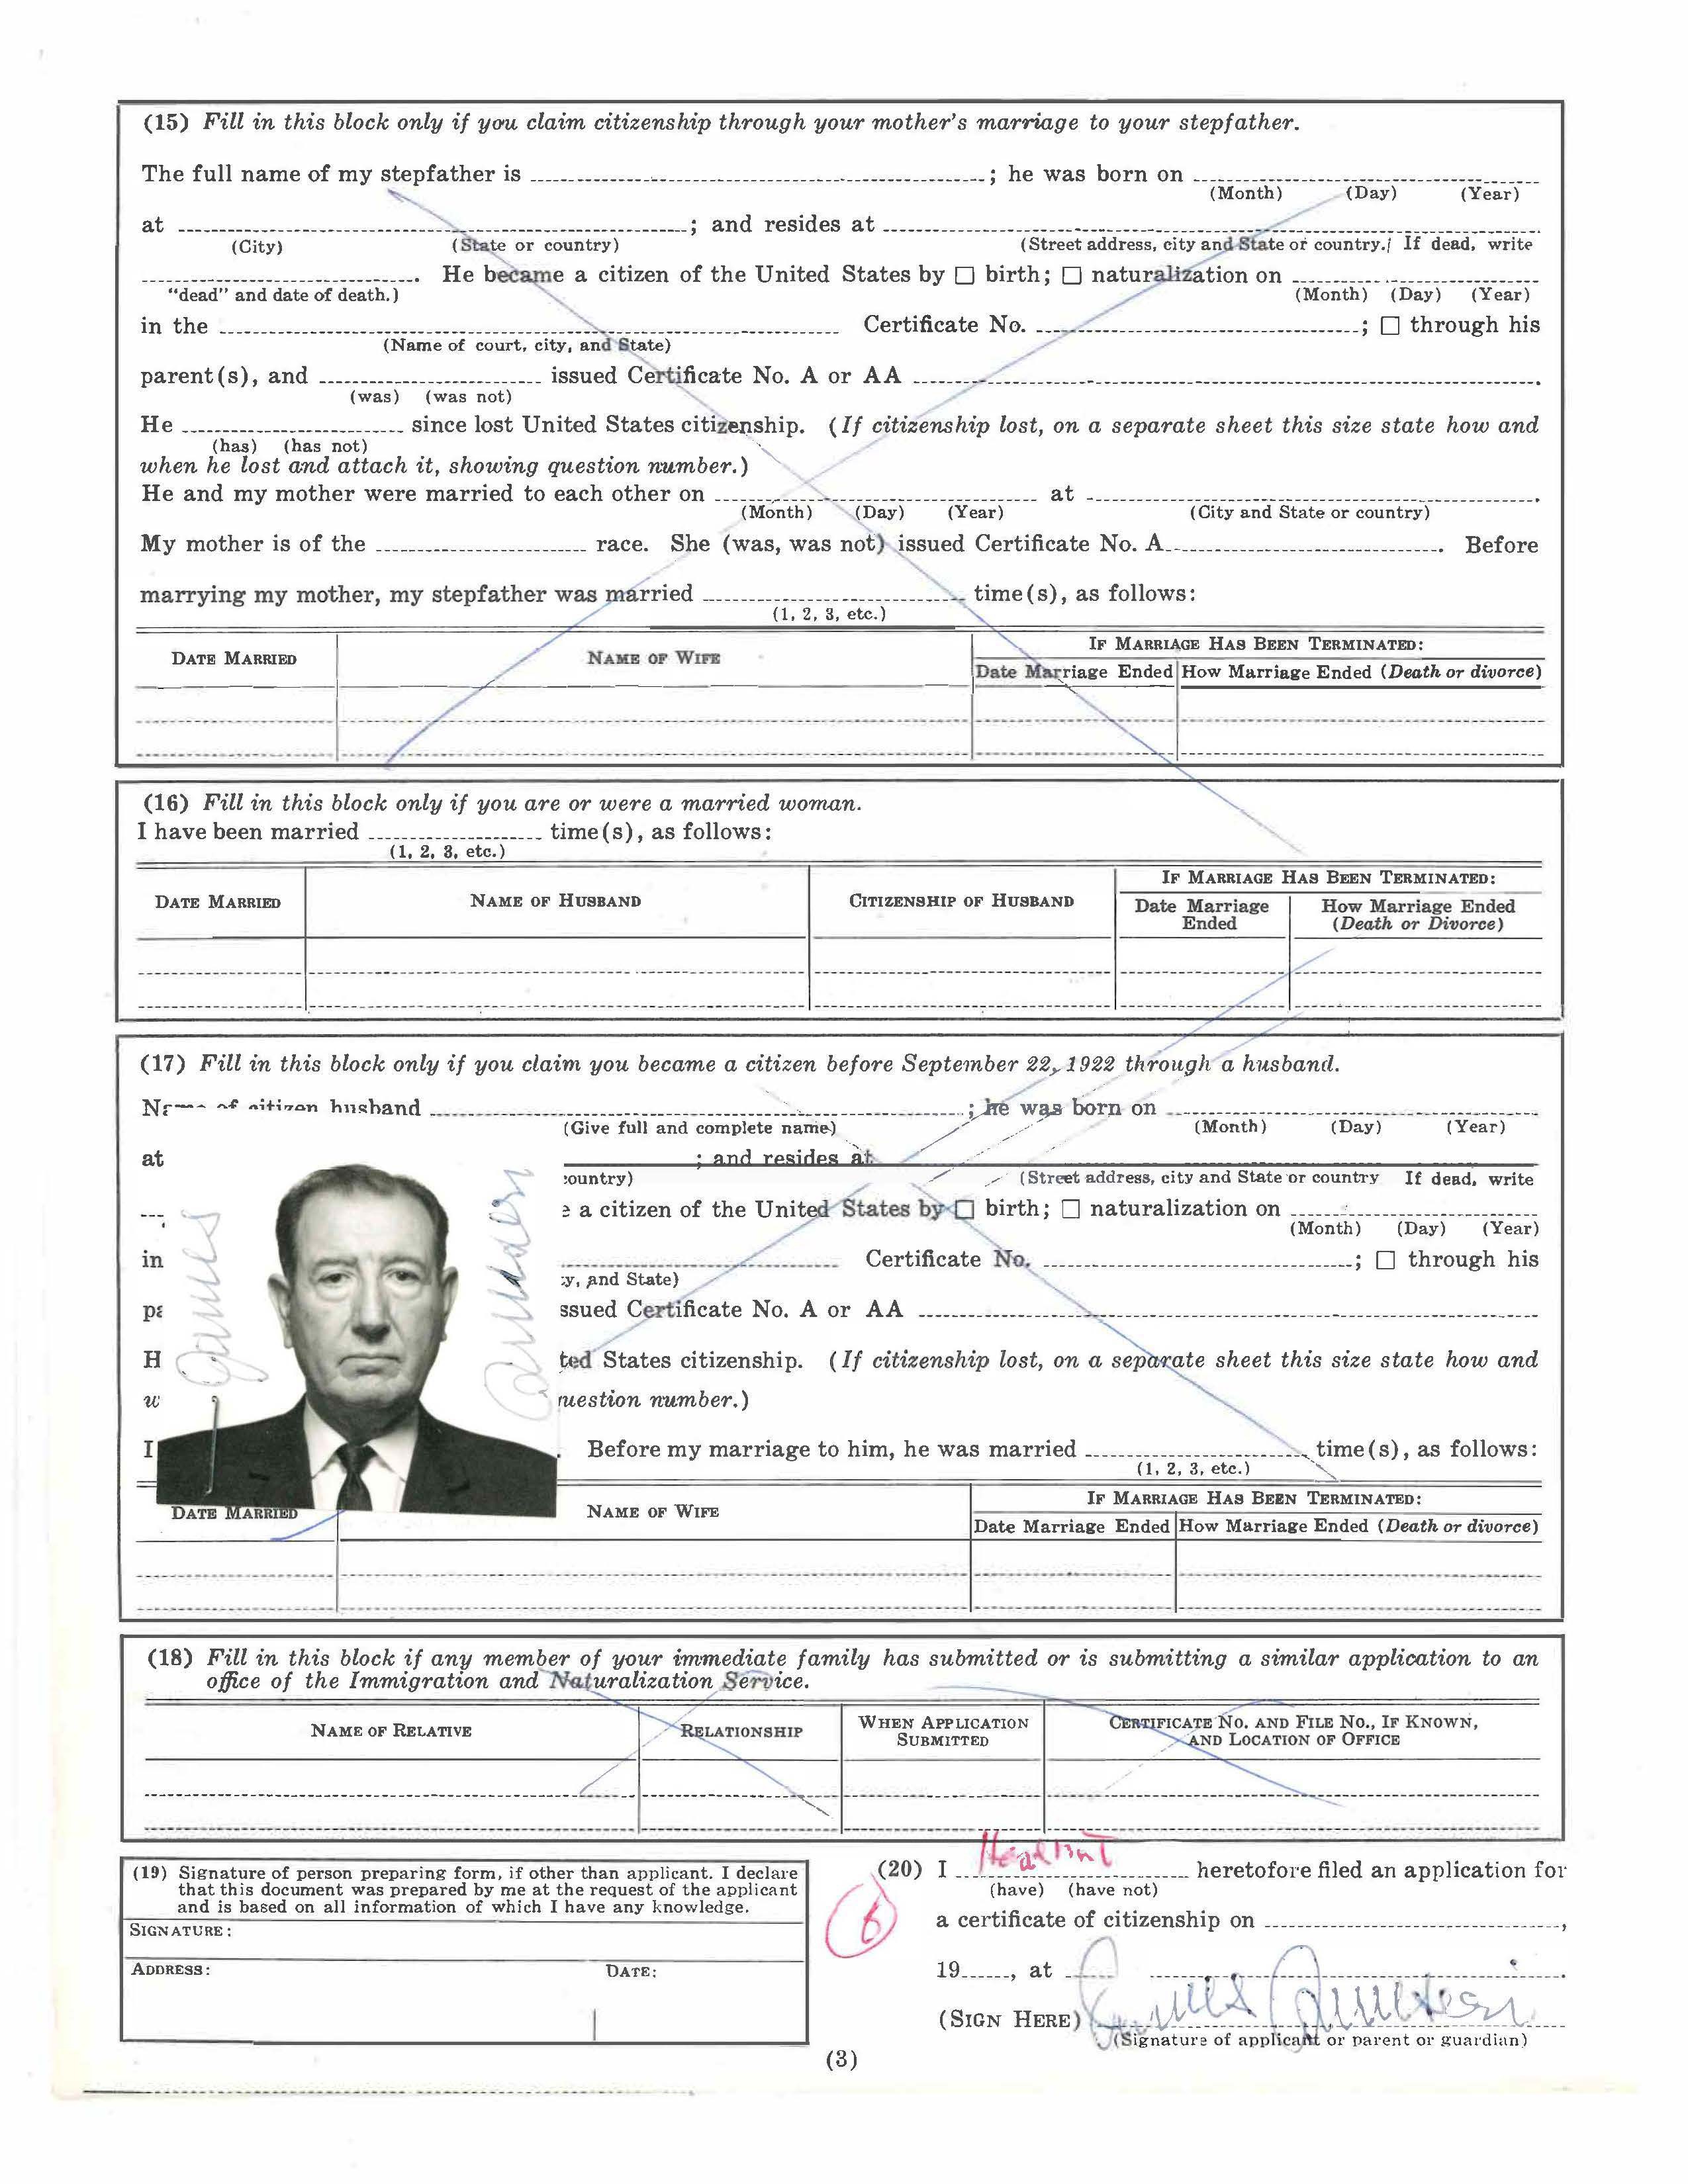 (15) Fill in this block only if you claim citizenship through your mother's marriage to your stepfather.
The full name of my stepfather is ; he was born on
(Month) (Day) (Year)
at ; and resides at
(City) (State or country) (Street address, city and State or country. If dead, write
. He became a citizen of the United States by ☐ birth; ☐ naturalization on
"dead" and date of death.) (Month) (Day) (Year)
in the Certificate No. ; ☐ through his
(Name of court, city, and State)
parent(s), and issued Certificate No. A or AA .
(was) (was not)
He since lost United States citizenship. (If citizenship lost, on a separate sheet this size state how and
(has) (has not)
when he lost and attach it, showing question number.)
He and my mother were married to each other on at .
(Month) (Day) (Year) (City and State or country)
My mother is of the race. She (was, was not) issued Certificate No. A . Before
marrying my mother, my stepfather was married time(s), as follows:
(1, 2, 3, etc.)
DATE MARRIED NAME OF WIFE IF MARRIAGE HAS BEEN TERMINATED:
Date Marriage Ended How Marriage Ended (Death or divorce)
(16) Fill in this block only if you are or were a married woman.
I have been married time(s), as follows:
(1, 2, 3, etc.)
DATE MARRIED NAME OF HUSBAND CITIZENSHIP OF HUSBAND IF MARRIAGE HAS BEEN TERMINATED:
Date Marriage Ended How Marriage Ended (Death or Divorce)
(17) Fill in this block only if you claim you became a citizen before September 22, 1922 through a husband.
Name of citizen husband ; he was born on
(Give full and complete name) (Month) (Day) (Year)
at ; and resides at
country) (Street address, city and State or country If dead, write
a citizen of the United States by ☐ birth; ☐ naturalization on
(Month) (Day) (Year)
in Certificate No. ; ☐ through his
y, and State)
pa ssued Certificate No. A or AA
H ted States citizenship. (If citizenship lost, on a separate sheet this size state how and
w uestion number.)
I . Before my marriage to him, he was married time(s), as follows:
(1, 2, 3, etc.)
James
DATE MARRIED NAME OF WIFE IF MARRIAGE HAS BEEN TERMINATED:
Date Marriage Ended How Marriage Ended (Death or divorce)
(18) Fill in this block if any member of your immediate family has submitted or is submitting a similar application to an
office of the Immigration and Naturalization Service.
NAME OF RELATIVE RELATIONSHIP WHEN APPLICATION SUBMITTED CERTIFICATE NO. AND FILE NO., IF KNOWN, AND LOCATION OF OFFICE
(19) Signature of person preparing form, if other than applicant. I declare
that this document was prepared by me at the request of the applicant
and is based on all information of which I have any knowledge.
SIGNATURE:
ADDRESS: DATE:
(20) I heretofore filed an application for
(have) (have not)
6
a certificate of citizenship on ,
19 , at .
(SIGN HERE) James
(Signature of applicant or parent or guardian)
(3)